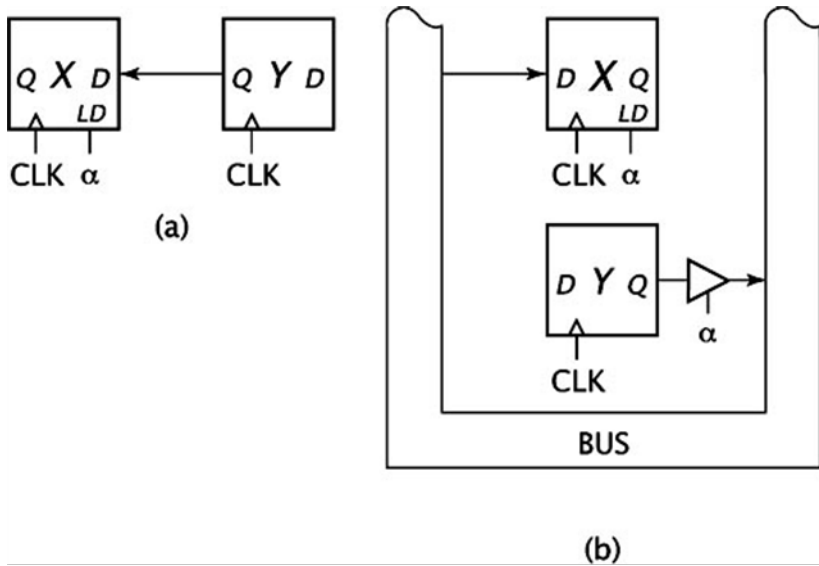 Q X D
LD
CLK α
Q Y D
CLK
(a)
D X Q
LD
CLK α
D Y Q
α
CLK
BUS
(b)